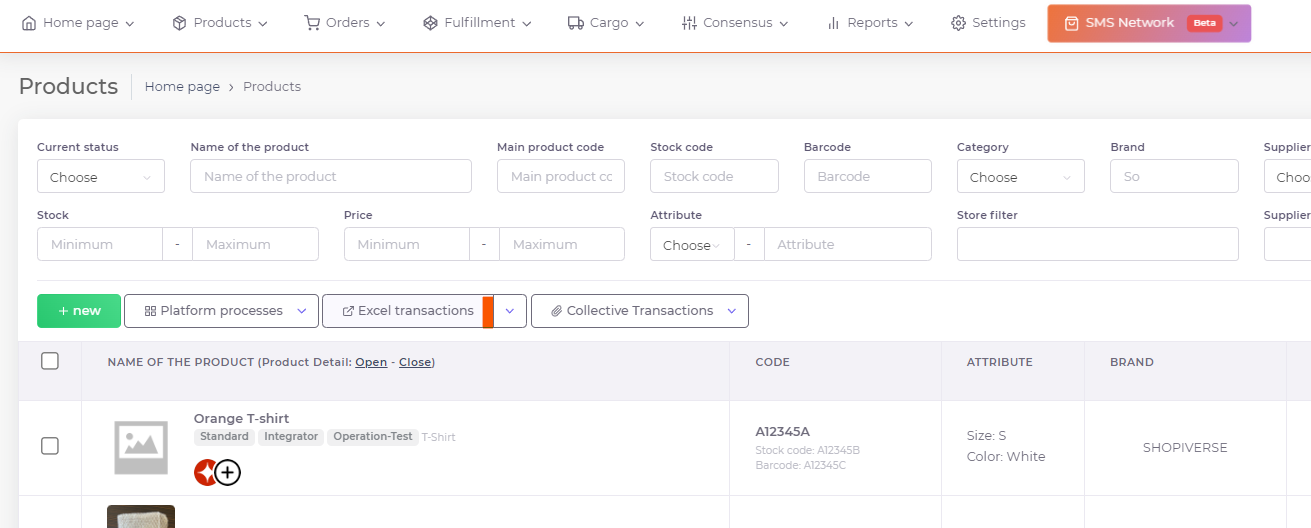 Home page Products Orders Fulfillment Cargo Consensus Reports Settings SMS Network Beta
Products Home page › Products
Current status Name of the product Main product code Stock code Barcode Category Brand Supplier
Choose Name of the product Main product cc Stock code Barcode Choose So Choo
Stock Price Attribute Store filter Supplier
Minimum - Maximum Minimum - Maximum Choose - Attribute
+ new Platform processes Excel transactions Collective Transactions
NAME OF THE PRODUCT (Product Detail: Open - Close) CODE ATTRIBUTE BRAND
Orange T-shirt
Standard Integrator Operation-Test T-Shirt
A12345A
Stock code: A12345B
Barcode: A12345C
Size: S
Color: White
SHOPIVERSE